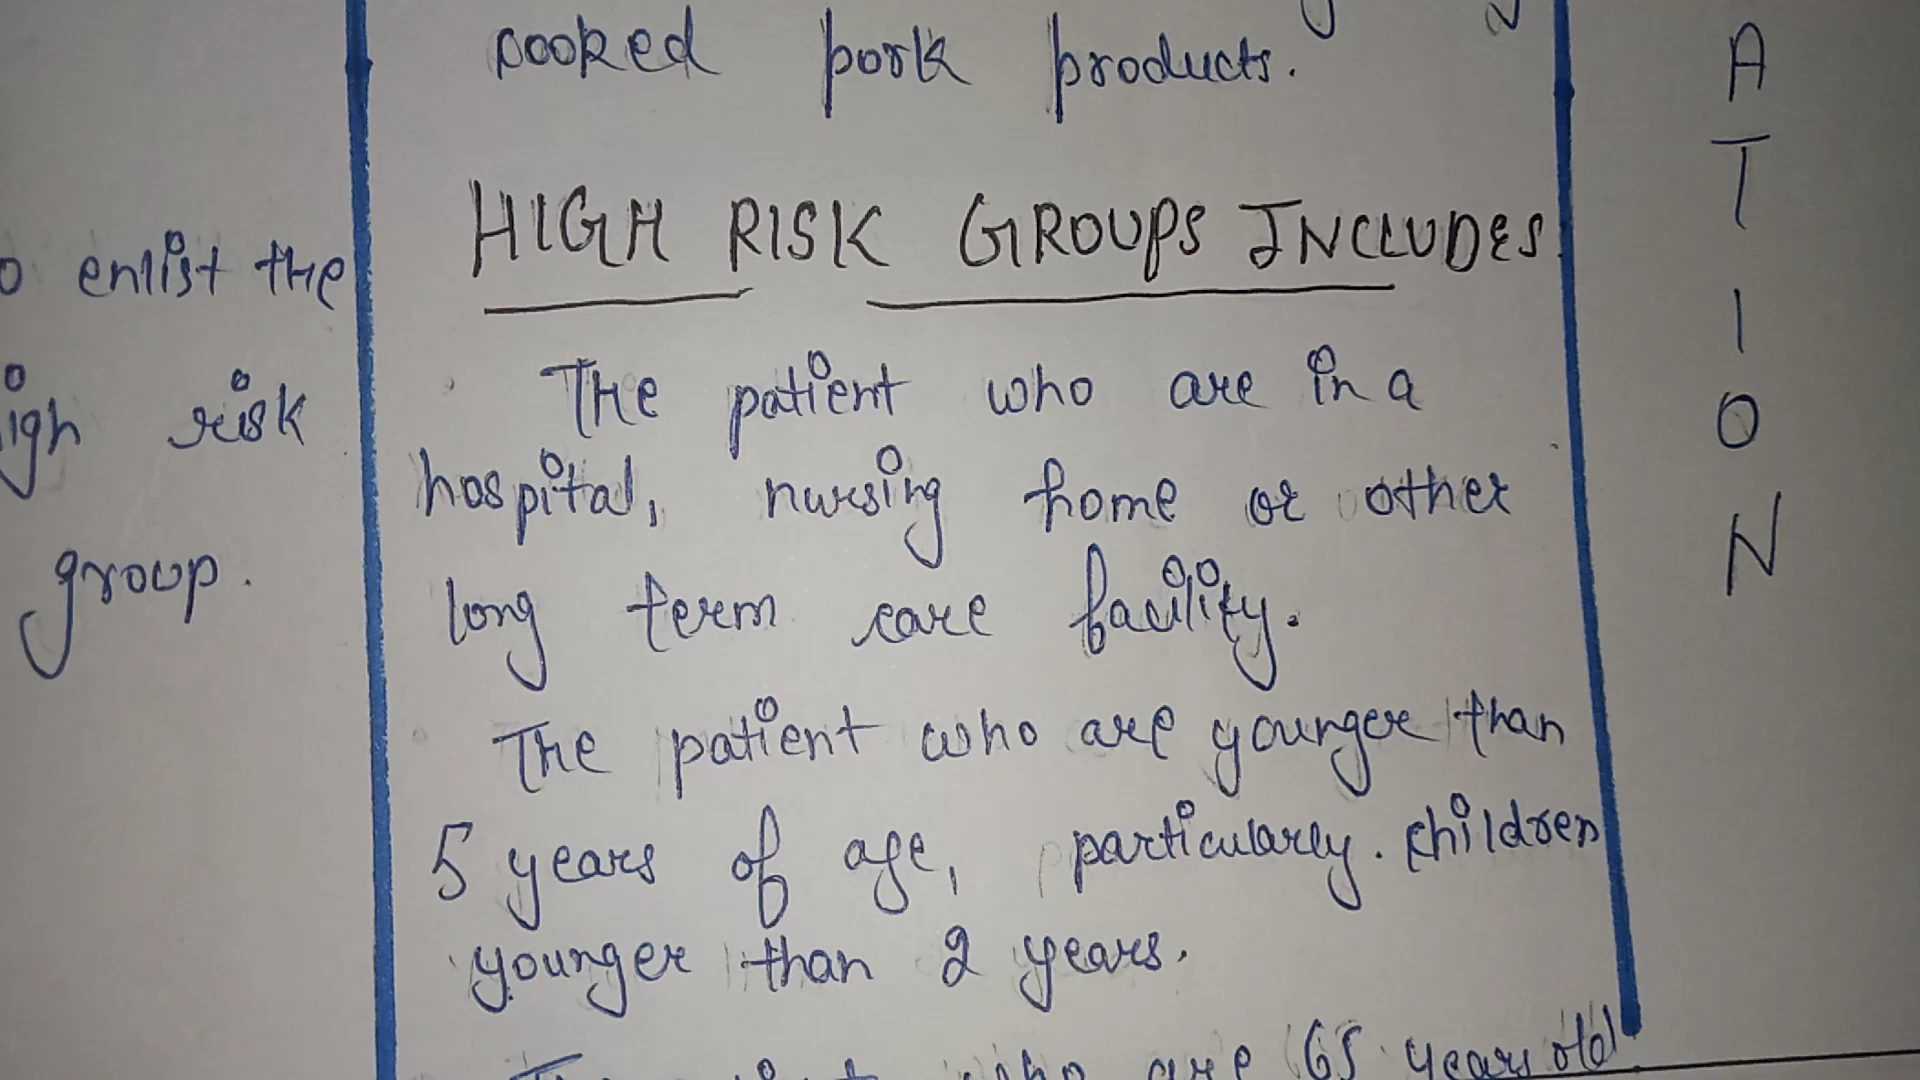 cooked pork products.
HIGH RISK GROUPS INCLUDES
The patient who are in a
hospital, nursing home or other
long term care facility.
The patient who are younger than
5 years of age, particularly. children
younger than 2 years.
who are 65 years old
enlist the
risk
group.
A
T
I
O
N